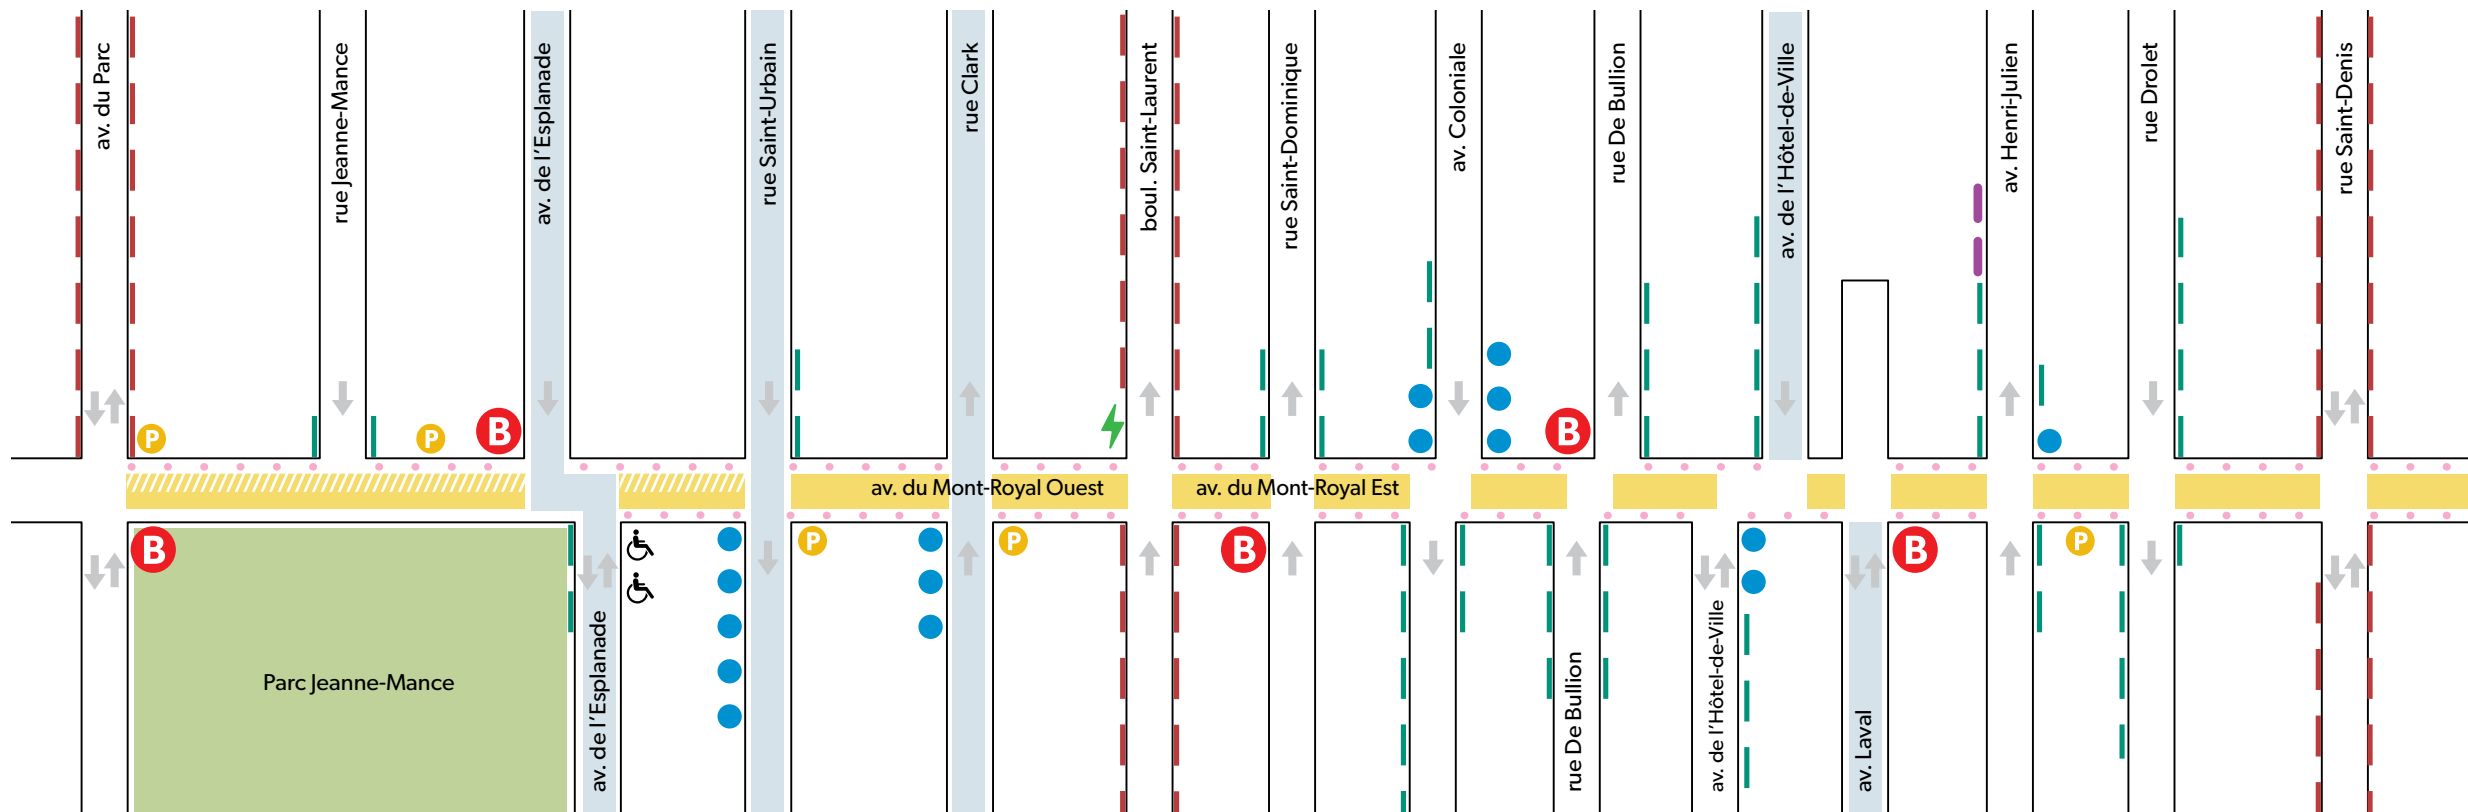 av. du Parc
rue Jeanne-Mance
av. de l'Esplanade
rue Saint-Urbain
rue Clark
boul. Saint-Laurent
rue Saint-Dominique
av. Coloniale
rue De Bullion
av. de l'Hôtel-de-Ville
av. Henri-Julien
rue Drolet
rue Saint-Denis
P
P
B
B
av. du Mont-Royal Ouest
av. du Mont-Royal Est
B
P
P
B
B
P
Parc Jeanne-Mance
av. de l'Esplanade
rue De Bullion
av. de l'Hôtel-de-Ville
av. Laval